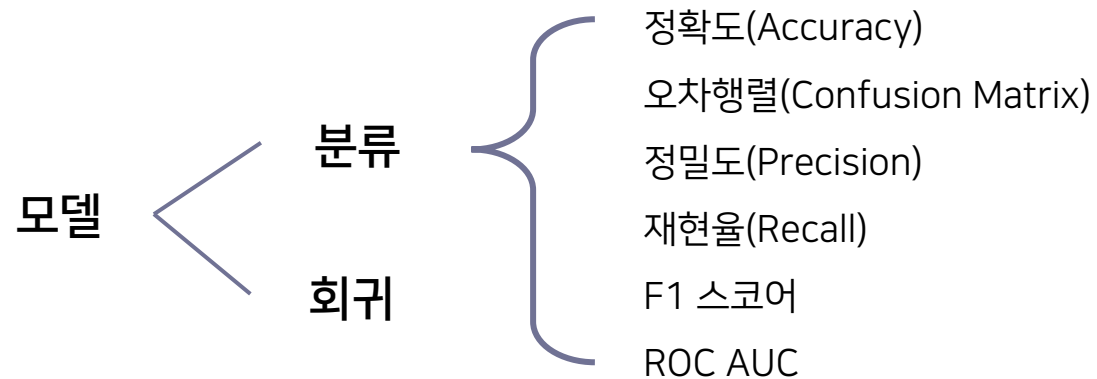 모델
분류
회귀
정확도(Accuracy)
오차행렬(Confusion Matrix)
정밀도(Precision)
재현율(Recall)
F1 스코어
ROC AUC